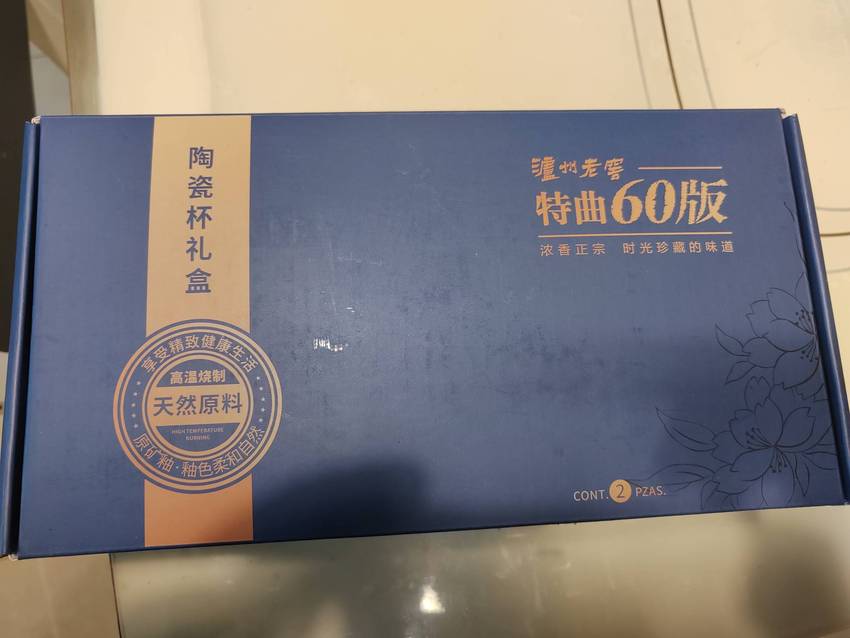 陶瓷杯礼盒
享受精致健康生活
高温烧制
天然原料
HIGH TEMPERATURE
BURNING
原矿釉·釉色柔和自然
泸州老窖
特曲60版
浓香正宗 时光珍藏的味道
CONT. 2 PZAS.